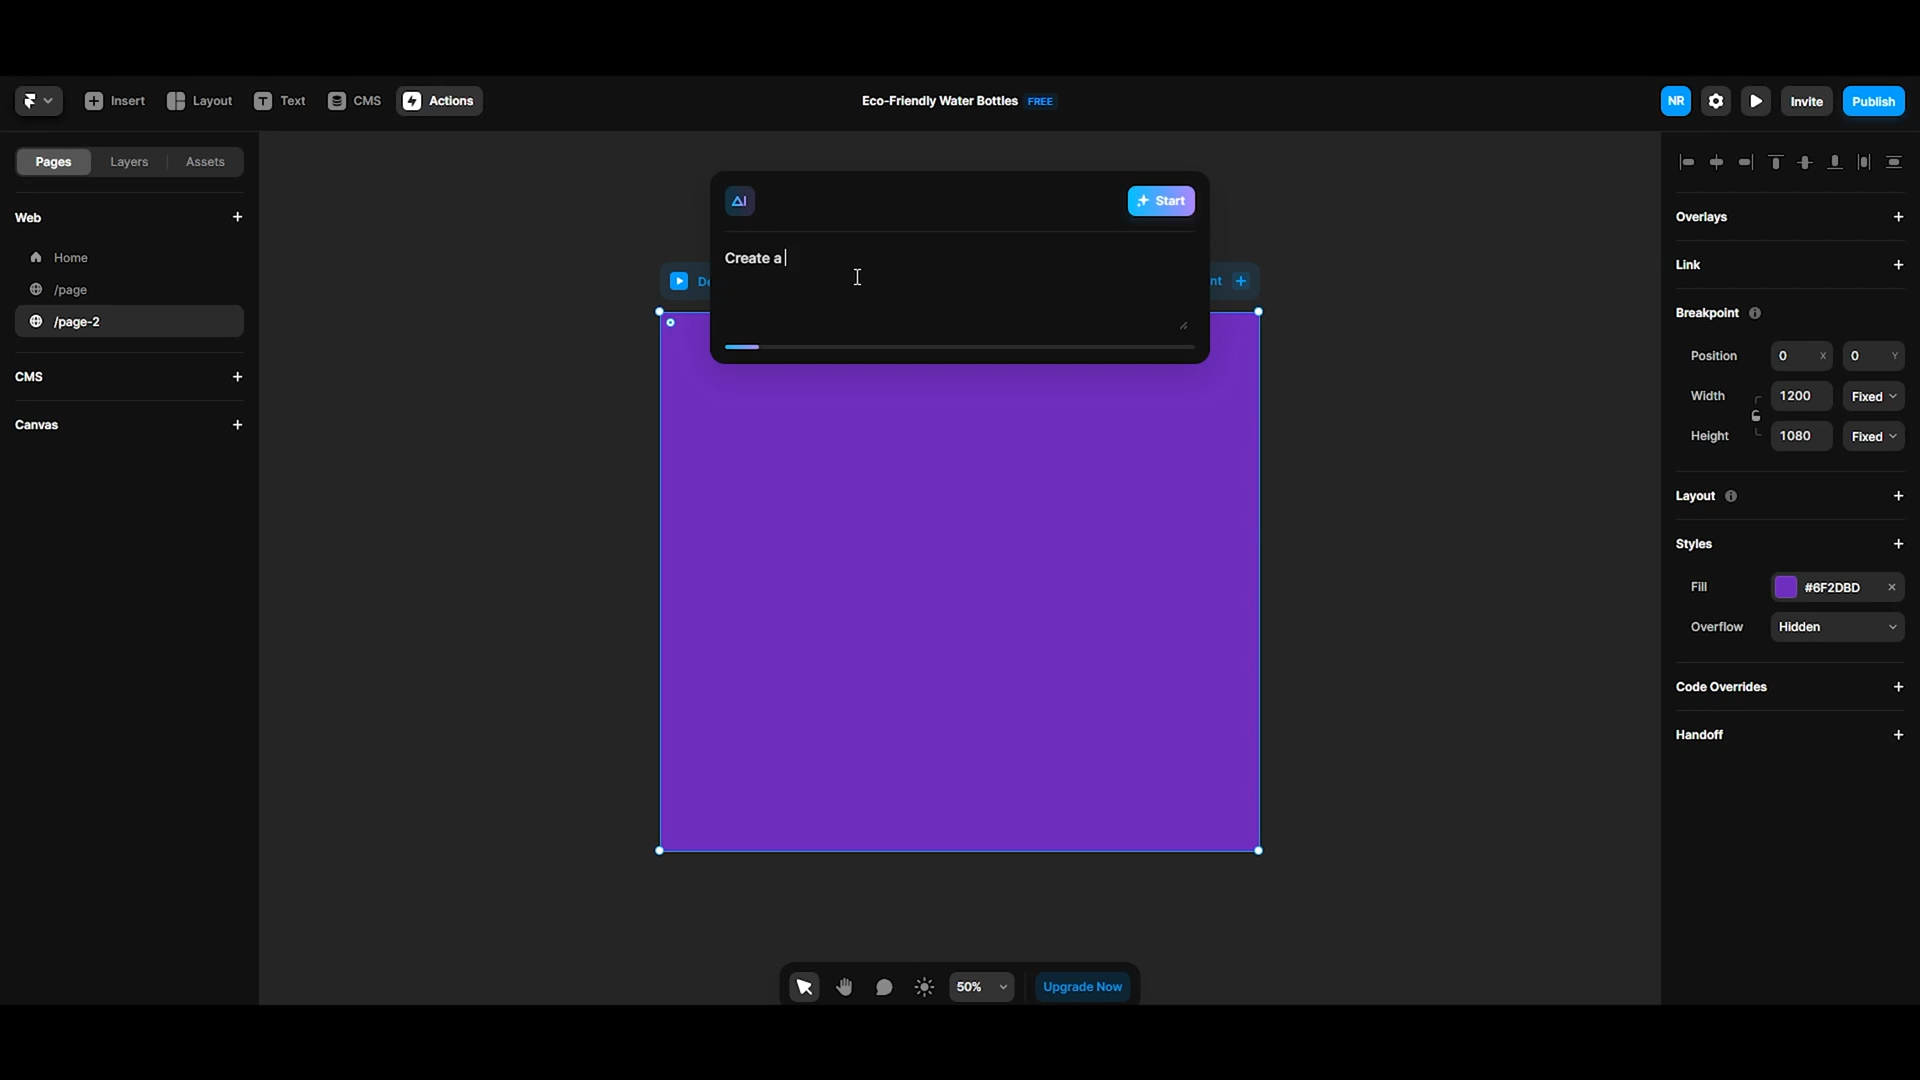 Insert
Layout
Text
CMS
Actions
Eco-Friendly Water Bottles FREE
NR
Invite
Publish
Pages
Layers
Assets
Web
Home
/page
/page-2
CMS
Canvas
AI
Start
Create a
De
nt
Overlays
Link
Breakpoint
Position 0 X 0 Y
Width 1200 Fixed
Height 1080 Fixed
Layout
Styles
Fill #6F2DBD
Overflow Hidden
Code Overrides
Handoff
50%
Upgrade Now